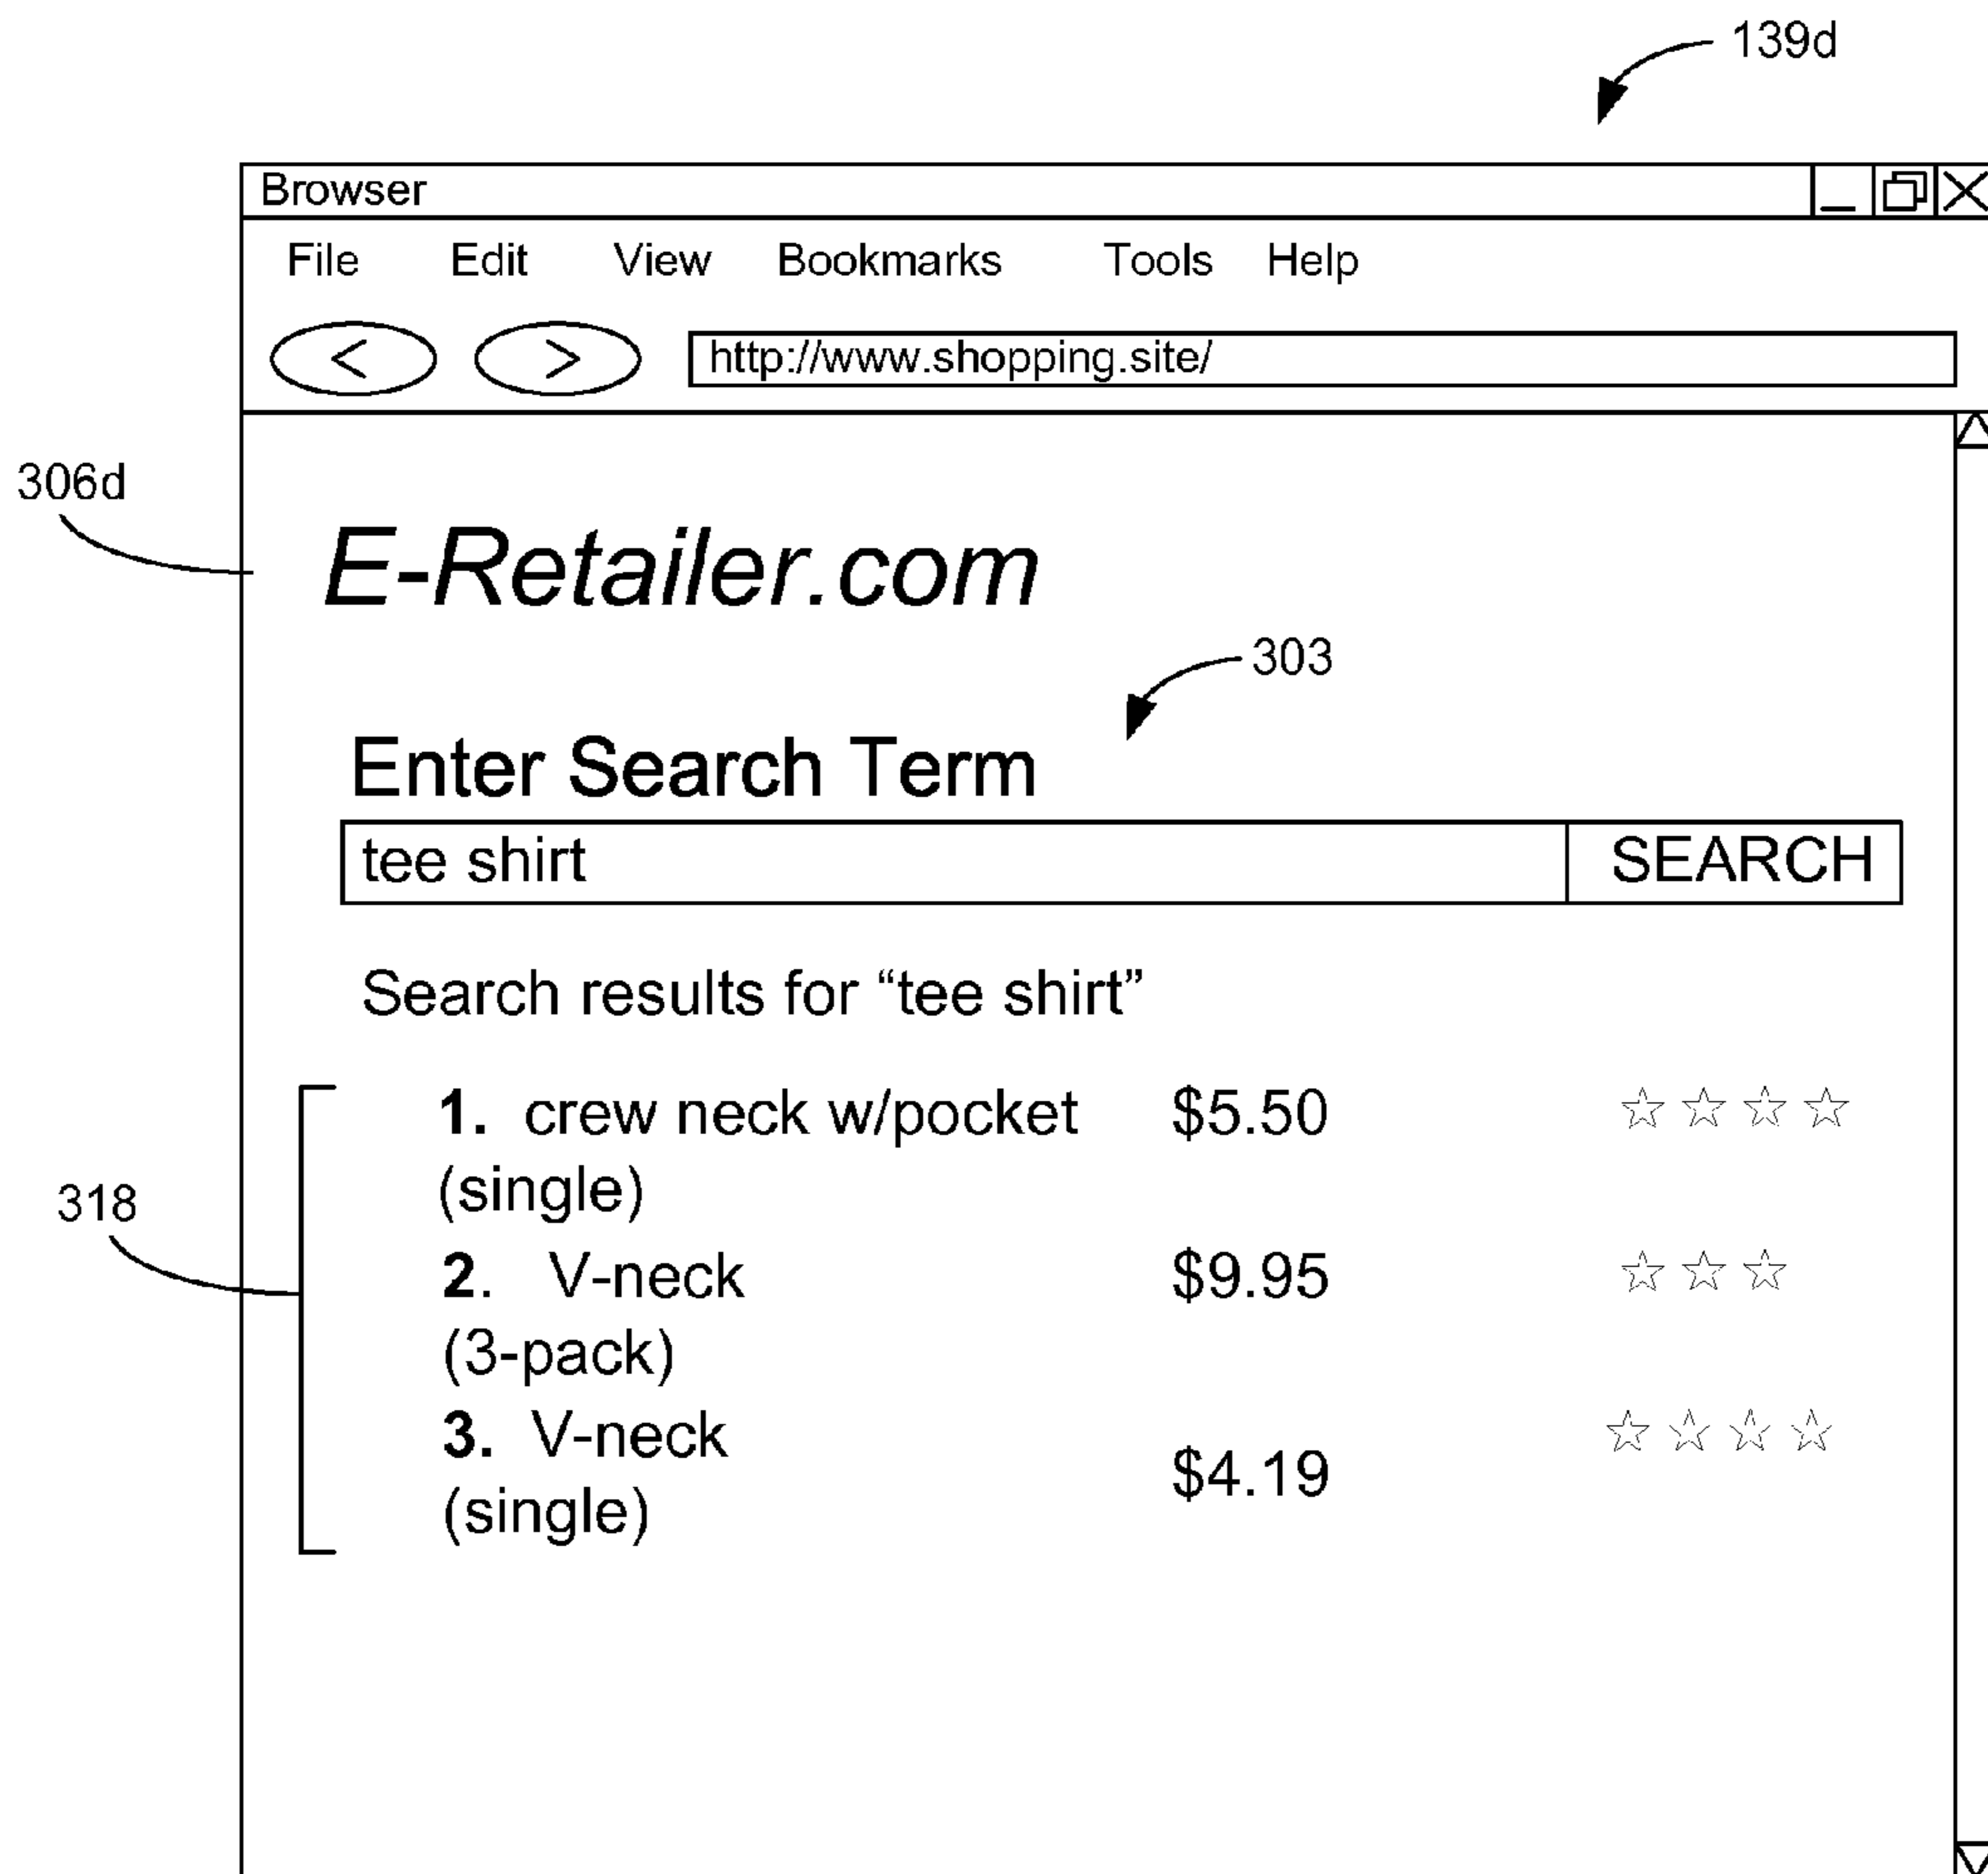 139d
Browser
File Edit View Bookmarks Tools Help
< > http://www.shopping.site/
306d
E-Retailer.com
303
Enter Search Term
tee shirt SEARCH
Search results for “tee shirt”
1. crew neck w/pocket $5.50 ☆ ☆ ☆ ☆
(single)
318
2. V-neck $9.95 ☆ ☆ ☆
(3-pack)
3. V-neck ☆ ☆ ☆ ☆
$4.19
(single)